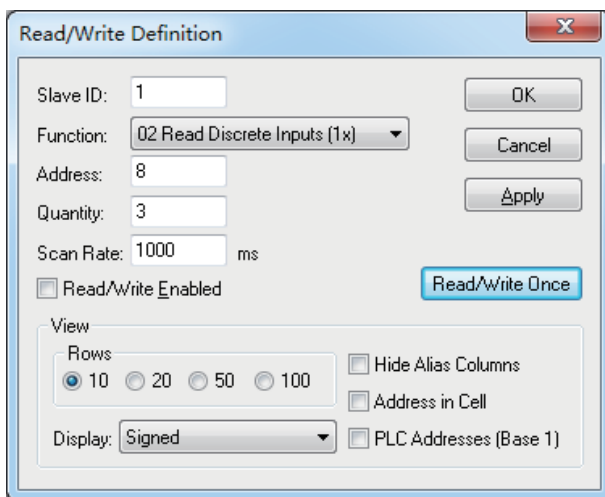 Read/Write Definition
Slave ID: 1
OK
Function: 02 Read Discrete Inputs (1x)
Cancel
Address: 8
Apply
Quantity: 3
Scan Rate: 1000 ms
Read/Write Enabled
Read/Write Once
View
Rows
10 20 50 100
Hide Alias Columns
Address in Cell
Display: Signed
PLC Addresses (Base 1)